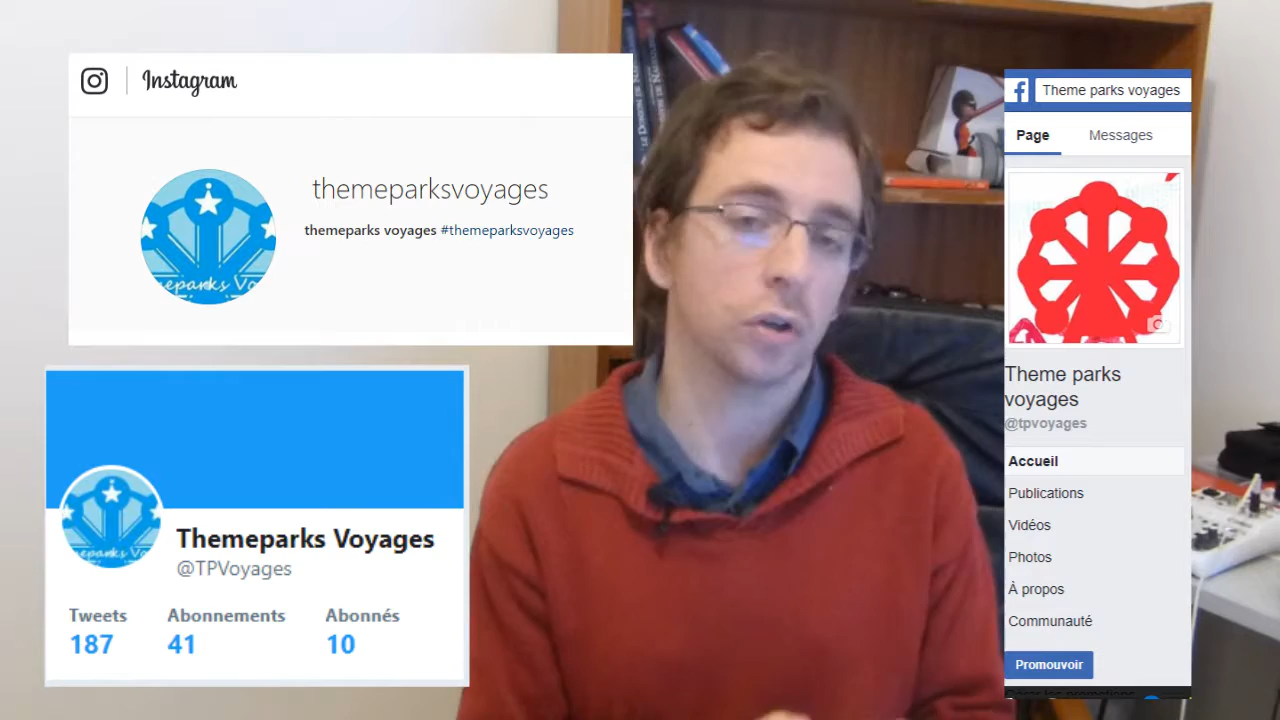 Instagram
themeparksvoyages
themeparks voyages #themeparksvoyages
Themeparks Voyages
@TPVoyages
Tweets Abonnements Abonnés
187 41 10
Theme parks voyages
Page Messages
Theme parks
voyages
@tpvoyages
Accueil
Publications
Vidéos
Photos
À propos
Communauté
Promouvoir